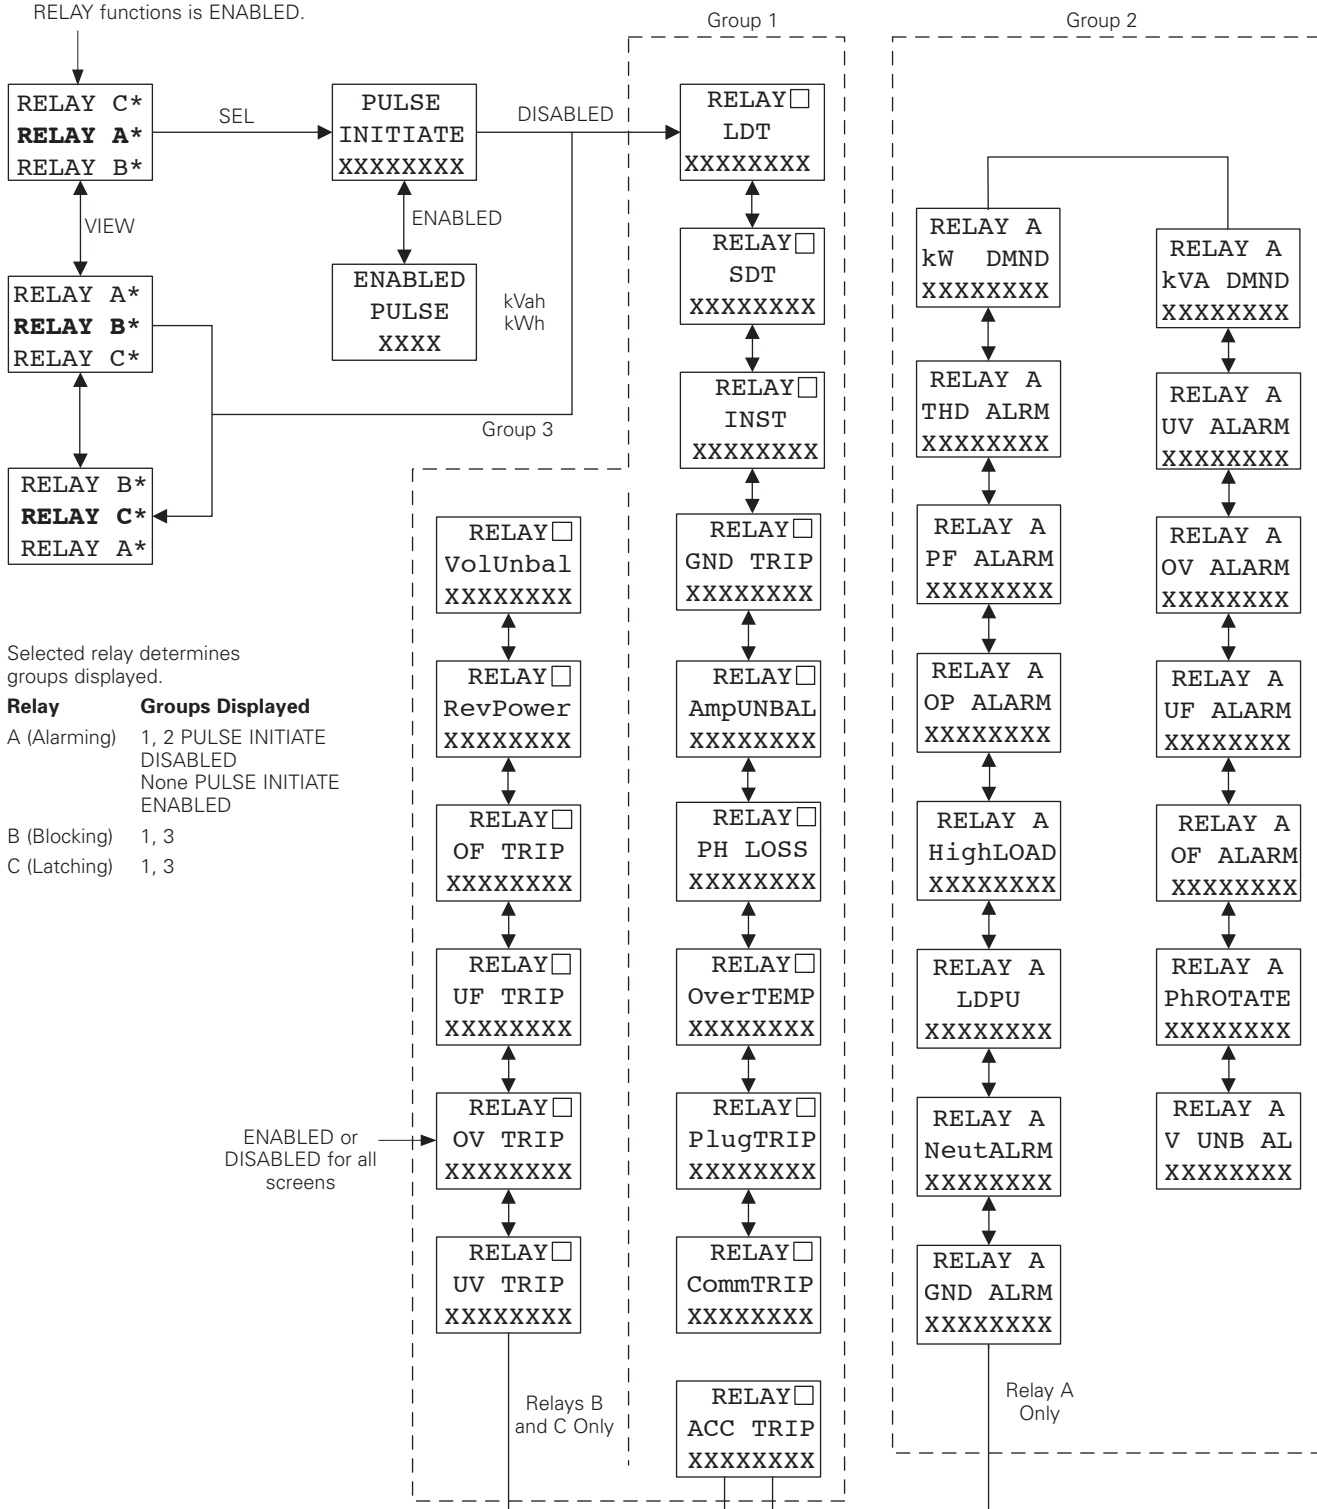 RELAY functions is ENABLED.
RELAY C*
RELAY A*
RELAY B*
SEL
PULSE
INITIATE
XXXXXXXX
DISABLED
VIEW
ENABLED
ENABLED
PULSE
XXXX
kVah
kWh
RELAY A*
RELAY B*
RELAY C*
RELAY B*
RELAY C*
RELAY A*
Selected relay determines
groups displayed.
Relay Groups Displayed
A (Alarming) 1, 2 PULSE INITIATE
DISABLED
None PULSE INITIATE
ENABLED
B (Blocking) 1, 3
C (Latching) 1, 3
Group 3
RELAY□
VolUnbal
XXXXXXXX
RELAY□
RevPower
XXXXXXXX
RELAY□
OF TRIP
XXXXXXXX
RELAY□
UF TRIP
XXXXXXXX
ENABLED or
DISABLED for all
screens
RELAY□
OV TRIP
XXXXXXXX
RELAY□
UV TRIP
XXXXXXXX
Relays B
and C Only
Group 1
RELAY□
LDT
XXXXXXXX
RELAY□
SDT
XXXXXXXX
RELAY□
INST
XXXXXXXX
RELAY□
GND TRIP
XXXXXXXX
RELAY□
AmpUNBAL
XXXXXXXX
RELAY□
PH LOSS
XXXXXXXX
RELAY□
OverTEMP
XXXXXXXX
RELAY□
PlugTRIP
XXXXXXXX
RELAY□
CommTRIP
XXXXXXXX
RELAY□
ACC TRIP
XXXXXXXX
Group 2
RELAY A
kW DMND
XXXXXXXX
RELAY A
THD ALRM
XXXXXXXX
RELAY A
PF ALARM
XXXXXXXX
RELAY A
OP ALARM
XXXXXXXX
RELAY A
HighLOAD
XXXXXXXX
RELAY A
LDPU
XXXXXXXX
RELAY A
NeutALRM
XXXXXXXX
RELAY A
GND ALRM
XXXXXXXX
Relay A
Only
RELAY A
kVA DMND
XXXXXXXX
RELAY A
UV ALARM
XXXXXXXX
RELAY A
OV ALARM
XXXXXXXX
RELAY A
UF ALARM
XXXXXXXX
RELAY A
OF ALARM
XXXXXXXX
RELAY A
PhROTATE
XXXXXXXX
RELAY A
V UNB AL
XXXXXXXX